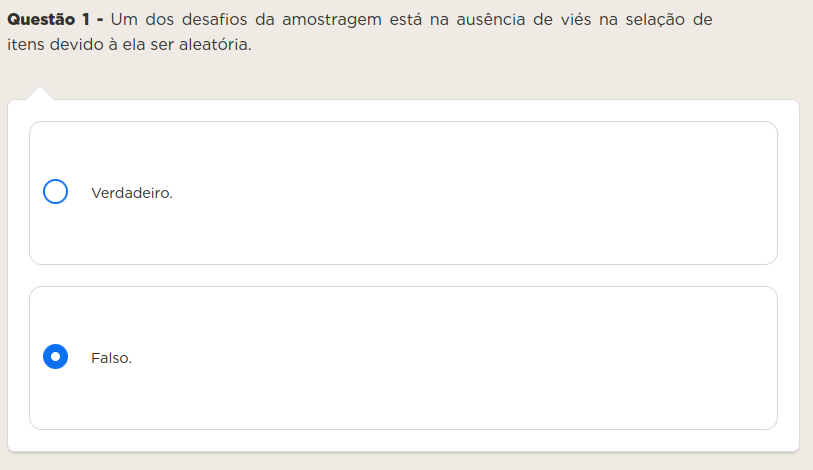 Questão 1 - Um dos desafios da amostragem está na ausência de viés na selação de
itens devido à ela ser aleatória.
Verdadeiro.
Falso.